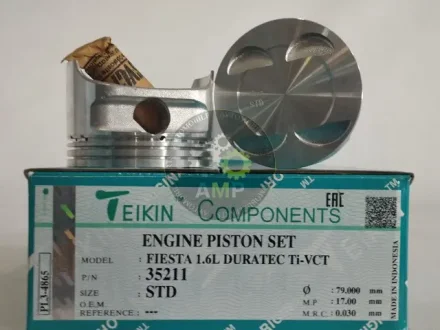 AMP
TEIKIN COMPONENTS
EAC
ENGINE PISTON SET
MODEL : FIESTA 1.6L DURATEC Ti-VCT
P/N : 35211
SIZE : STD
O.E.M.
REFERENCE.: ---
Ø : 79.000 mm
M.P : 17.00 mm
M.R.C : 0.030 mm
PL3-4865
MADE IN INDONESIA